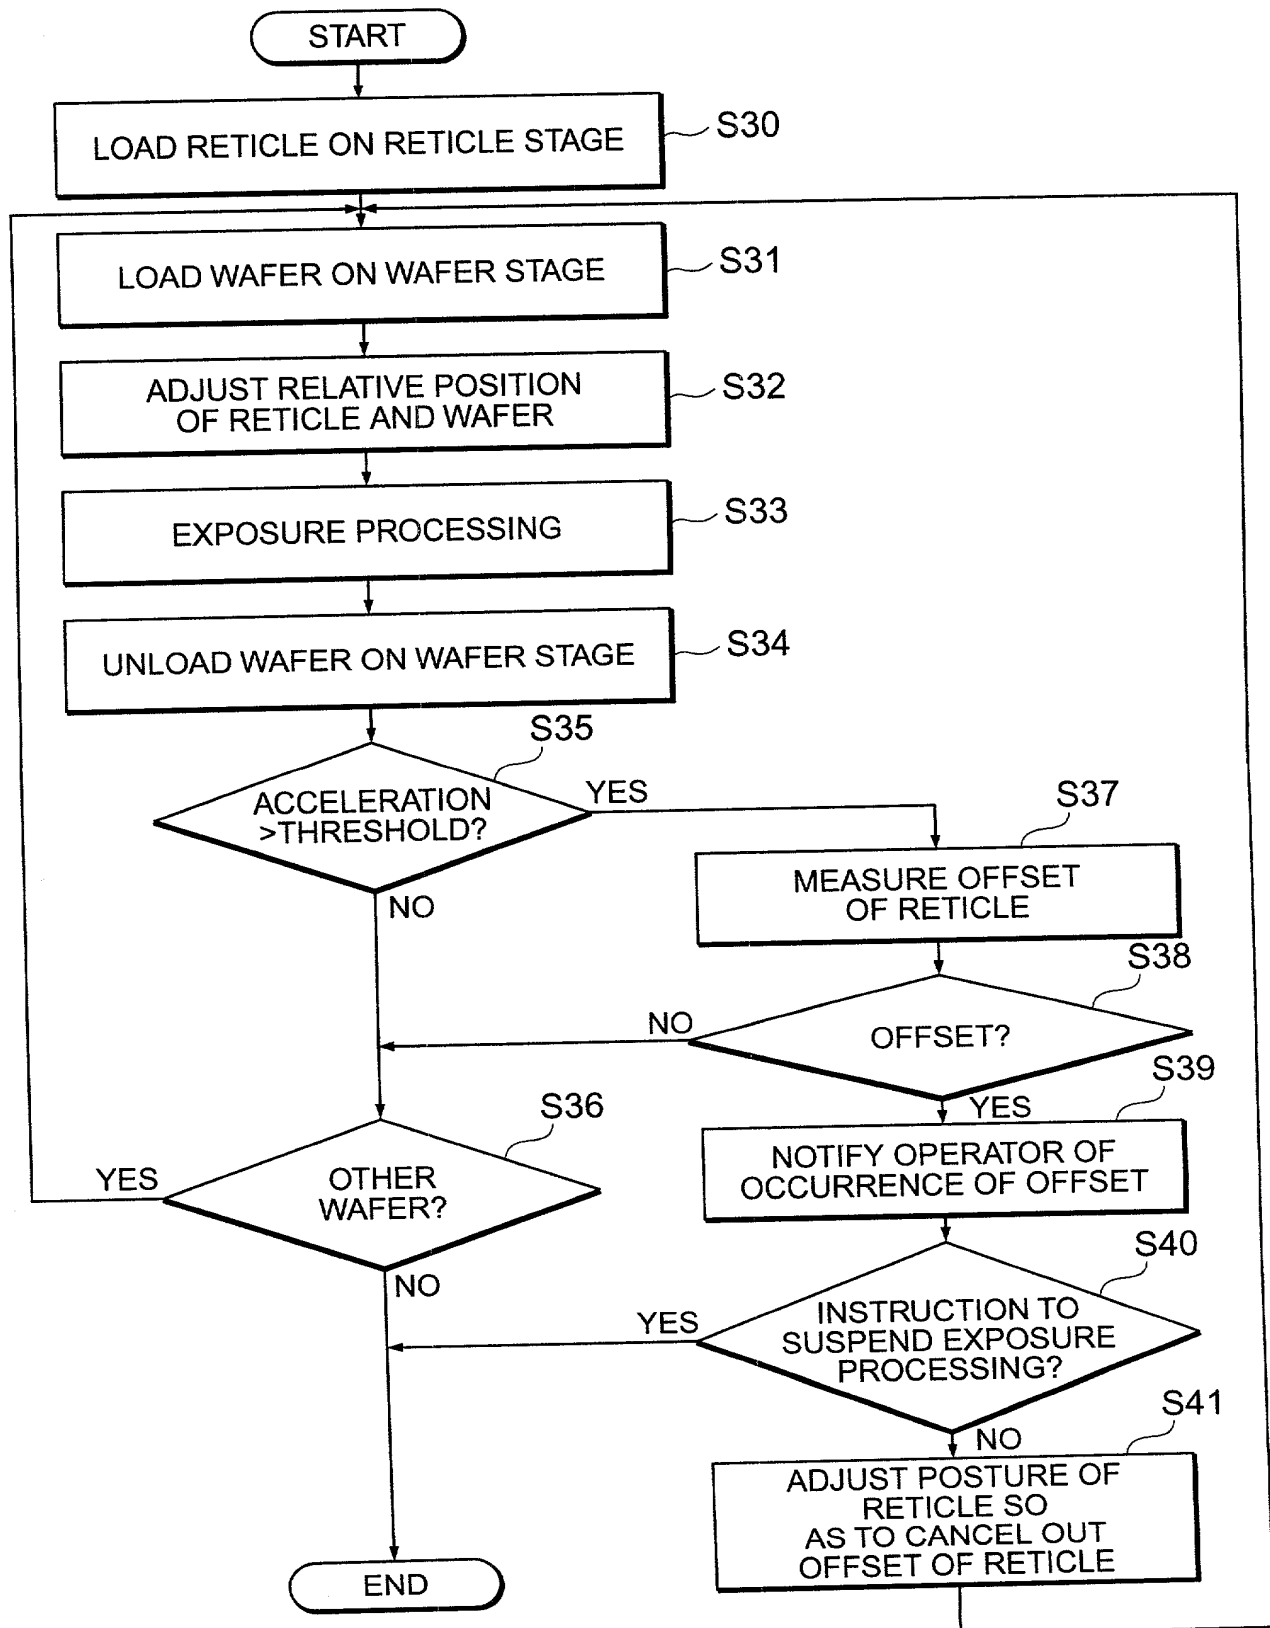 START
LOAD RETICLE ON RETICLE STAGE
S30
LOAD WAFER ON WAFER STAGE
S31
ADJUST RELATIVE POSITION
OF RETICLE AND WAFER
S32
EXPOSURE PROCESSING
S33
UNLOAD WAFER ON WAFER STAGE
S34
S35
ACCELERATION
>THRESHOLD?
YES
NO
S37
MEASURE OFFSET
OF RETICLE
S38
OFFSET?
NO
YES
S39
NOTIFY OPERATOR OF
OCCURRENCE OF OFFSET
S36
OTHER
WAFER?
YES
NO
S40
INSTRUCTION TO
SUSPEND EXPOSURE
PROCESSING?
YES
NO
S41
ADJUST POSTURE OF
RETICLE SO
AS TO CANCEL OUT
OFFSET OF RETICLE
END